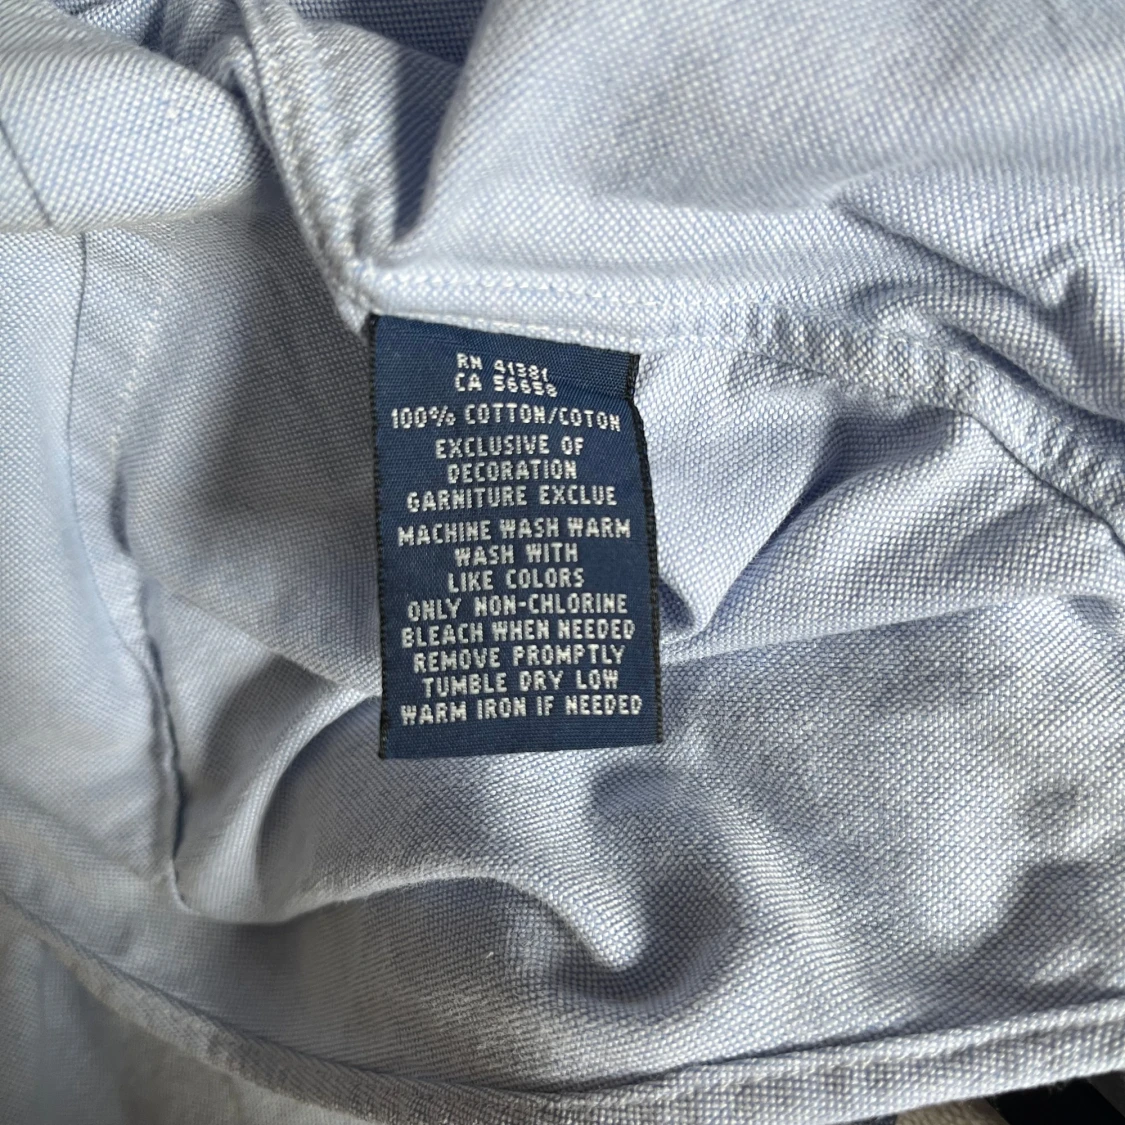 RN 41381
CA 56658
100% COTTON/COTON
EXCLUSIVE OF
DECORATION
GARNITURE EXCLUE
MACHINE WASH WARM
WASH WITH
LIKE COLORS
ONLY NON-CHLORINE
BLEACH WHEN NEEDED
REMOVE PROMPTLY
TUMBLE DRY LOW
WARM IRON IF NEEDED